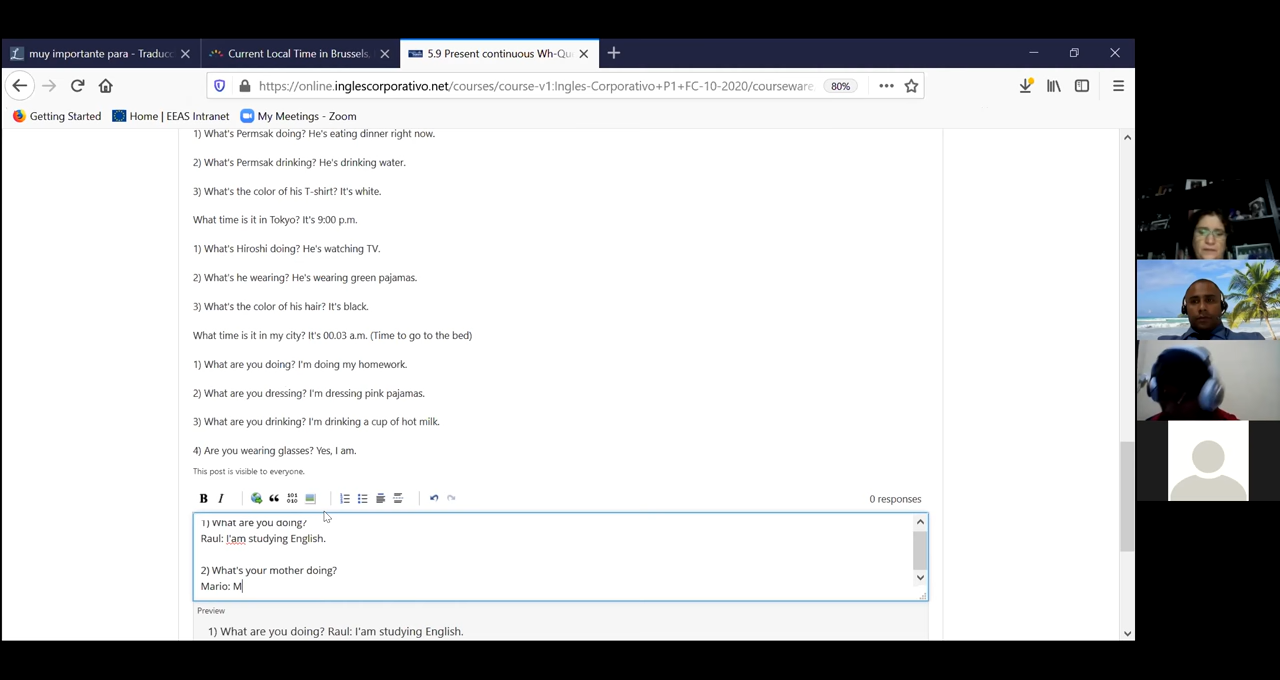 muy importante para - Traducc
Current Local Time in Brussels,
5.9 Present continuous Wh-Qu
https://online.inglescorporativo.net/courses/course-v1:Ingles-Corporativo+P1+FC-10-2020/courseware
80%
Getting Started
Home | EEAS Intranet
My Meetings - Zoom
1) What's Permsak doing? He's eating dinner right now.
2) What's Permsak drinking? He's drinking water.
3) What's the color of his T-shirt? It's white.
What time is it in Tokyo? It's 9:00 p.m.
1) What's Hiroshi doing? He's watching TV.
2) What's he wearing? He's wearing green pajamas.
3) What's the color of his hair? It's black.
What time is it in my city? It's 00.03 a.m. (Time to go to the bed)
1) What are you doing? I'm doing my homework.
2) What are you dressing? I'm dressing pink pajamas.
3) What are you drinking? I'm drinking a cup of hot milk.
4) Are you wearing glasses? Yes, I am.
This post is visible to everyone.
B I 101 010
0 responses
1) What are you doing?
Raul: I'am studying English.
2) What's your mother doing?
Mario: M
Preview
1) What are you doing? Raul: I'am studying English.